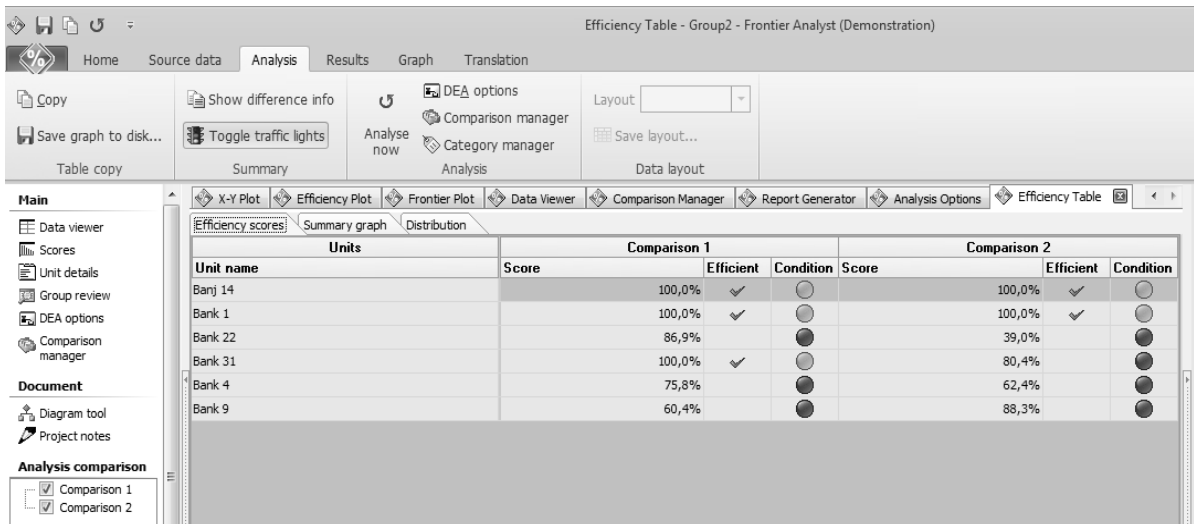 Efficiency Table - Group2 - Frontier Analyst (Demonstration)
Home Source data Analysis Results Graph Translation
Copy
Save graph to disk...
Table copy
Show difference info
Toggle traffic lights
Summary
Analyse
now
DEA options
Comparison manager
Category manager
Analysis
Layout
Save layout...
Data layout
Main
Data viewer
Scores
Unit details
Group review
DEA options
Comparison
manager
Document
Diagram tool
Project notes
Analysis comparison
Comparison 1
Comparison 2
X-Y Plot Efficiency Plot Frontier Plot Data Viewer Comparison Manager Report Generator Analysis Options Efficiency Table
Efficiency scores Summary graph Distribution
Units Comparison 1 Comparison 2
Unit name Score Efficient Condition Score Efficient Condition
Banj 14 100,0% 100,0%
Bank 1 100,0% 100,0%
Bank 22 86,9% 39,0%
Bank 31 100,0% 80,4%
Bank 4 75,8% 62,4%
Bank 9 60,4% 88,3%